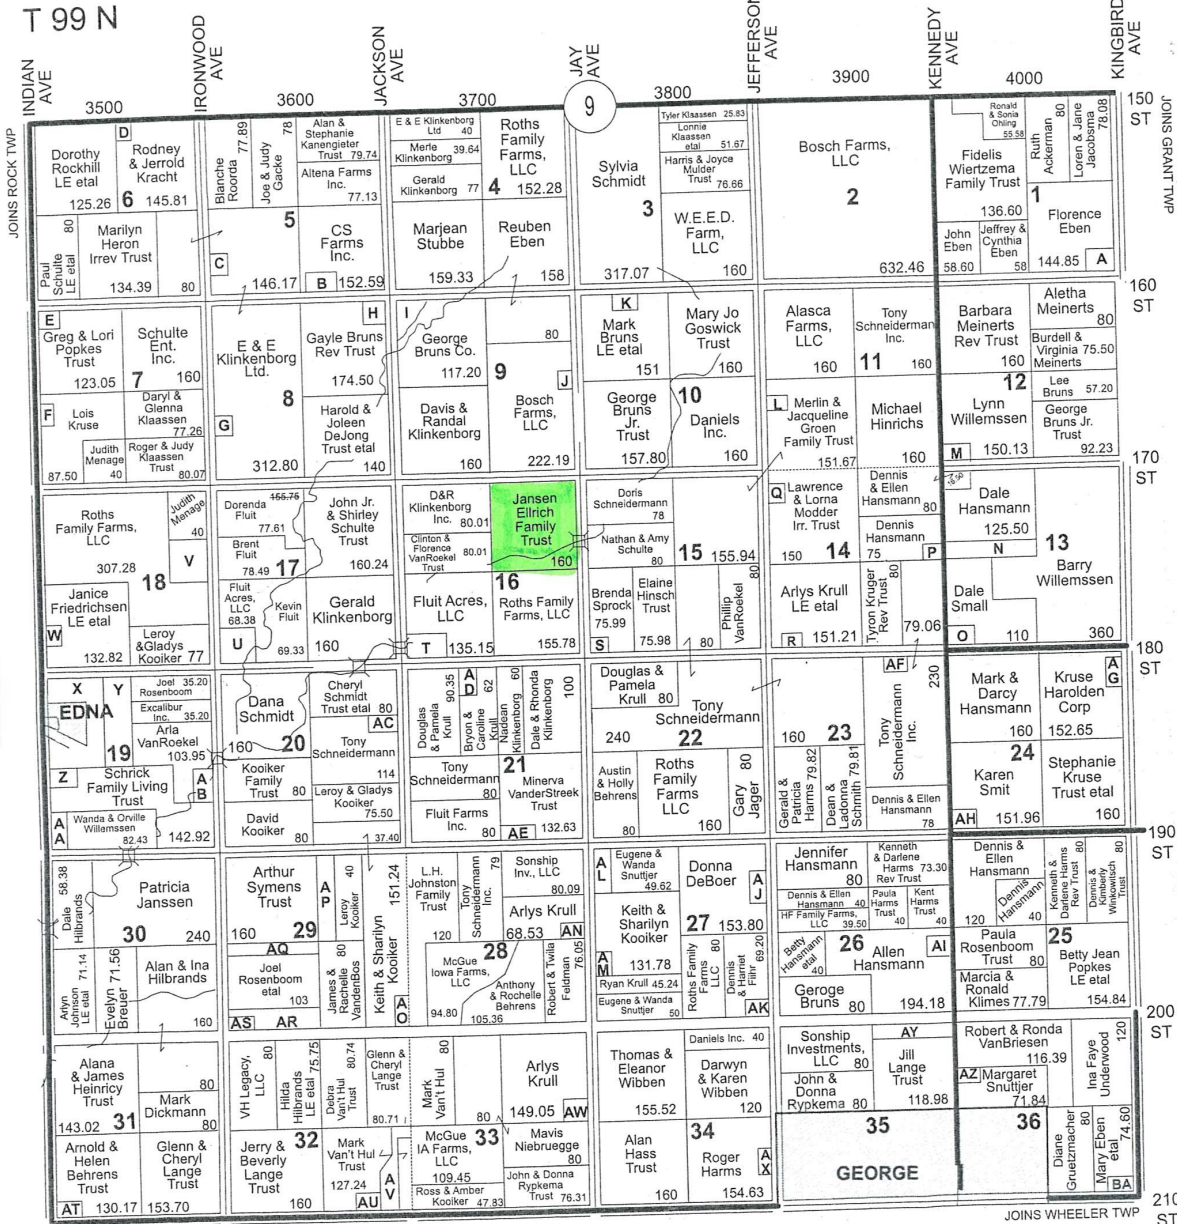 T 99 N
INDIAN
AVE
IRONWOOD
AVE
JACKSON
AVE
JAY
AVE
JEFFERSON
AVE
KENNEDY
AVE
KINGBIRD
AVE
3500
3600
3700
9
3800
3900
4000
150
ST
JOINS ROCK TWP
JOINS GRANT TWP
Dorothy
Rockhill
LE etal
125.26
D
Rodney
& Jerrold
Kracht
6 145.81
Paul
Schulte
LE etal
80
Marilyn
Heron
Irrev Trust
134.39
80
Blanche
Roorda
77.89
Joe & Judy
Gacke
78
Alan &
Stephanie
Kanengieter
Trust 79.74
Altena Farms
Inc.
77.13
5
C
146.17
CS
Farms
Inc.
B 152.59
E & E Klinkenborg
Ltd 40
Merle
Klinkenborg 39.64
Gerald
Klinkenborg 77
Roths
Family
Farms,
LLC
4 152.28
Marjean
Stubbe
159.33
Reuben
Eben
158
Sylvia
Schmidt
3
317.07
Tyler Klaassen 25.83
Lonnie
Klaassen
etal 51.67
Harris & Joyce
Mulder
Trust
76.66
W.E.E.D.
Farm,
LLC
160
Bosch Farms,
LLC
2
632.46
Ronald
& Sonia
Ohling
55.58
Fidelis
Wiertzema
Family Trust
136.60
Ruth
Ackerman
80
Loren & Jane
Jacobsma
78.08
1
John
Eben
58.60
Jeffrey &
Cynthia
Eben
58
Florence
Eben
144.85 A
160
ST
E
Greg & Lori
Popkes
Trust
123.05
Schulte
Ent.
Inc.
7 160
F
Lois
Kruse
87.50
Judith
Menage
40
Daryl &
Glenna
Klaassen
77.26
Roger & Judy
Klaassen
Trust
80.07
E & E
Klinkenborg
Ltd.
8
G
312.80
H
Gayle Bruns
Rev Trust
174.50
Harold &
Joleen
DeJong
Trust etal
140
I
George
Bruns Co.
117.20
80
9
J
Davis &
Randal
Klinkenborg
160
Bosch
Farms,
LLC
222.19
K
Mark
Bruns
LE etal
151
Mary Jo
Goswick
Trust
160
10
George
Bruns
Jr.
Trust
157.80
Daniels
Inc.
160
Alasca
Farms,
LLC
160
Tony
Schneiderman
Inc.
11 160
L
Merlin &
Jacqueline
Groen
Family Trust
151.67
Michael
Hinrichs
160
Barbara
Meinerts
Rev Trust
160
Aletha
Meinerts
80
Burdell &
Virginia 75.50
Meinerts
12
Lynn
Willemssen
M 150.13
Lee
Bruns 57.20
George
Bruns Jr.
Trust
92.23
170
ST
Roths
Family Farms,
LLC
307.28
Judith
Menage
40
V
18
Janice
Friedrichsen
LE etal
W
132.82
Leroy
&Gladys
Kooiker 77
Dorenda
Fluit
155.75
77.61
Brent
Fluit
78.49 17
John Jr.
& Shirley
Schulte
Trust
160.24
Fluit
Acres,
LLC
68.38
U
Kevin
Fluit
69.33
Gerald
Klinkenborg
160
D&R
Klinkenborg
Inc. 80.01
Clinton &
Florence
VanRoekel
Trust
80.01
Jansen
Ellrich
Family
Trust
160
16
Fluit Acres,
LLC
T 135.15
Roths Family
Farms, LLC
155.78
Doris
Schneidermann
78
Nathan & Amy
Schulte
80
15 155.94
Brenda
Sprock
75.99
S
Elaine
Hinsch
Trust
75.98
80
Phillip
VanRoekel
80
Q
Lawrence
& Lorna
Modder
Irr. Trust
150
14
Dennis
& Ellen
Hansmann
80
Dennis
Hansmann
75 P
Arlys Krull
LE etal
R 151.21
Tyron Kruger
Rev Trust
80
79.06
Dale
Hansmann
125.50
N
13
Barry
Willemssen
360
Dale
Small
O 110
180
ST
X
Y
EDNA
19
Joel 35.20
Rosenboom
Excalibur
Inc. 35.20
Arla
VanRoekel
103.95
Z
Schrick
Family Living
Trust
A
B
A
A
Wanda & Orville
Willemssen
82.43
142.92
Dana
Schmidt
160
20
Cheryl
Schmidt
Trust etal 80
AC
Tony
Schneidermann
114
Kooiker
Family
Trust 80
David
Kooiker
80
Leroy & Gladys
Kooiker
75.50
37.40
Douglas
& Pamela
Krull 90.35
A
D
Bryon &
Caroline
Krull
62
Nadean
Klinkenborg 60
Dale & Rhonda
Klinkenborg
100
21
Tony
Schneidermann
80
Fluit Farms
Inc.
80
Minerva
VanderStreek
Trust
AE 132.63
Douglas &
Pamela
Krull 80
Tony
Schneidermann
240
22
Austin
& Holly
Behrens
80
Roths
Family
Farms
LLC
160
Gary
Jager
80
160
23
AF
Tony
Schneidermann
Inc.
230
Gerald &
Patricia
Harms 79.82
Dean &
Ladonna
Schmith 79.81
Dennis & Ellen
Hansmann
78
Mark &
Darcy
Hansmann
160
A
G
Kruse
Harolden
Corp
152.65
24
Karen
Smit
AH 151.96
Stephanie
Kruse
Trust etal
160
190
ST
Dale
Hilbrands
58.38
Patricia
Janssen
30 240
Arlyn
Johnson
LE etal 71.14
Evelyn
Breuer
71.56
Alan & Ina
Hilbrands
160
Arthur
Symens
Trust
160
29
A
P
Leroy
Kooiker
40
Keith & Sharilyn
Kooiker
151.24
AQ
Joel
Rosenboom
etal
103
AS AR
James &
Rachelle
VandenBos
80
A
O
L.H.
Johnston
Family
Trust
120
Tony
Schneidermann
Inc.
79
Sonship
Inv., LLC
80.09
Arlys Krull
68.53 AN
28
McGue
Iowa Farms,
LLC
94.80
Anthony
& Rochelle
Behrens
105.36
Robert & Twila
Feldman
76.05
A
L
Eugene &
Wanda
Snuttjer
49.62
Donna
DeBoer
A
J
27 153.80
Keith &
Sharilyn
Kooiker
A
M
131.78
Ryan Krull 45.24
Eugene & Wanda
Snuttjer 50
Roths Family
Farms
LLC
80
Dennis
& Harriet
Fiihr
69.20
AK
Jennifer
Hansmann
80
Kenneth
& Darlene
Harms 73.30
Rev Trust
Dennis & Ellen
Hansmann 40
HF Family Farms,
LLC 39.50
Paula
Harms
Trust
40
Kent
Harms
Trust
40
Betty
Hansmann
etal
40
26
Allen
Hansmann
AI
Geroge
Bruns 80
194.18
Dennis &
Ellen
Hansmann
120
Dennis
Hansmann
40
Kenneth &
Darlene Harms
Rev Trust
80
Dennis &
Kimberly
Winkowitsch
Trust
80
Paula
Rosenboom
Trust 80
25
Marcia &
Ronald
Klimes 77.79
Betty Jean
Popkes
LE etal
154.84
200
ST
Alana
& James
Heinricy
Trust
143.02 31
80
Mark
Dickmann
80
Arnold &
Helen
Behrens
Trust
AT 130.17
Glenn &
Cheryl
Lange
Trust
153.70
VH Legacy,
LLC
80
Hilda
Hilbrands
LE etal 75.75
Debra
Van't Hul
Trust
80.74
Glenn &
Cheryl
Lange
Trust
80.71
Jerry &
Beverly
Lange
Trust
160
32
Mark
Van't Hul
Trust
127.24
AU
A
V
Mark
Van't Hul
80
80
Arlys
Krull
149.05 AW
33
McGue
IA Farms,
LLC
109.45
Ross & Amber
Kooiker 47.83
Mavis
Niebruegge
80
John & Donna
Rypkema
Trust 76.31
Thomas &
Eleanor
Wibben
155.52
Daniels Inc. 40
Darwyn
& Karen
Wibben
120
34
Alan
Hass
Trust
160
Roger
Harms
A
X
154.63
Sonship
Investments,
LLC 80
John &
Donna
Rypkema 80
AY
Jill
Lange
Trust
118.98
35
GEORGE
Robert & Ronda
VanBriesen
116.39
AZ Margaret
Snuttjer
71.84
Ina Faye
Underwood
120
36
Diane
Gruetzmacher
80
Mary Eben
etal
74.60
BA
210
ST
JOINS WHEELER TWP